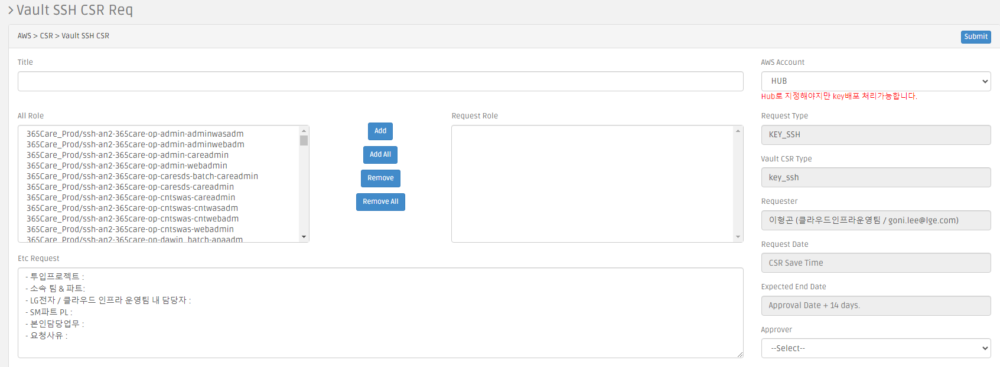 > Vault SSH CSR Req
AWS > CSR > Vault SSH CSR
Submit
Title
AWS Account
HUB
Hub로 지정해야지만 key배포 처리가능합니다.
All Role
365Care_Prod/ssh-an2-365care-op-admin-adminwasadm
365Care_Prod/ssh-an2-365care-op-admin-adminwebadm
365Care_Prod/ssh-an2-365care-op-admin-careadmin
365Care_Prod/ssh-an2-365care-op-admin-webadmin
365Care_Prod/ssh-an2-365care-op-caresds-batch-careadmin
365Care_Prod/ssh-an2-365care-op-caresds-careadmin
365Care_Prod/ssh-an2-365care-op-cntswas-careadmin
365Care_Prod/ssh-an2-365care-op-cntswas-cntwasadm
365Care_Prod/ssh-an2-365care-op-cntswas-cntwebadm
365Care_Prod/ssh-an2-365care-op-cntswas-webadmin
365Care_Prod/ssh-an2-365care-op-dawin_batch-apaadm
Add
Add All
Remove
Remove All
Request Role
Request Type
KEY_SSH
Vault CSR Type
key_ssh
Requester
이형곤 (클라우드인프라운영팀 / goni.lee@lge.com)
Request Date
CSR Save Time
Expected End Date
Approval Date + 14 days.
Approver
--Select--
Etc Request
- 투입프로젝트 :
- 소속 팀 & 파트:
- LG전자 / 클라우드 인프라 운영팀 내 담당자 :
- SM파트 PL :
- 본인담당업무 :
- 요청사유 :